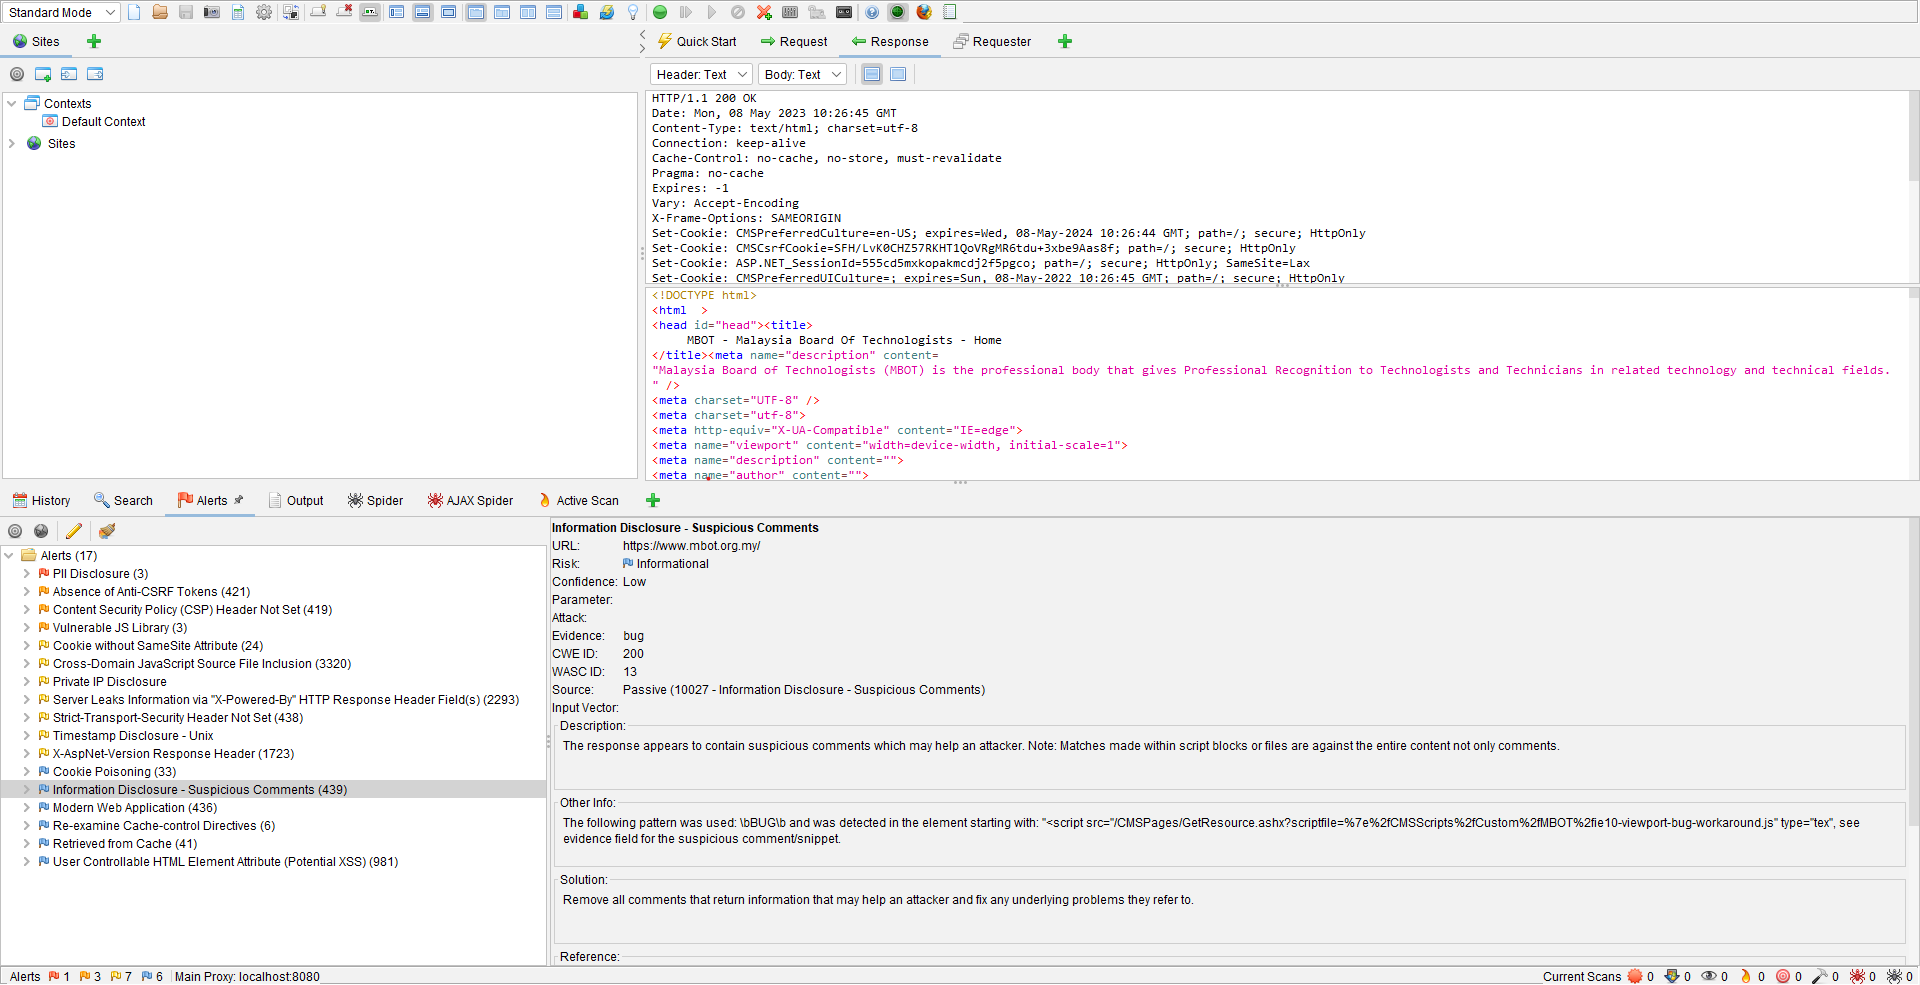 Standard Mode
Sites
Quick Start
Request
Response
Requester
Header: Text
Body: Text
Contexts
Default Context
Sites
HTTP/1.1 200 OK
Date: Mon, 08 May 2023 10:26:45 GMT
Content-Type: text/html; charset=utf-8
Connection: keep-alive
Cache-Control: no-cache, no-store, must-revalidate
Pragma: no-cache
Expires: -1
Vary: Accept-Encoding
X-Frame-Options: SAMEORIGIN
Set-Cookie: CMSPreferredCulture=en-US; expires=Wed, 08-May-2024 10:26:44 GMT; path=/; secure; HttpOnly
Set-Cookie: CMSCsrfCookie=SFH/LvK0CHZ57RKHT1QoVRgMR6tdu+3xbe9Aas8f; path=/; secure; HttpOnly
Set-Cookie: ASP.NET_SessionId=555cd5mxkopakmcdj2f5pgco; path=/; secure; HttpOnly; SameSite=Lax
Set-Cookie: CMSPreferredUICulture=; expires=Sun, 08-May-2022 10:26:45 GMT; path=/; secure; HttpOnly
<!DOCTYPE html>
<html  >
<head id="head"><title>
MBOT - Malaysia Board Of Technologists - Home
</title><meta name="description" content=
"Malaysia Board of Technologists (MBOT) is the professional body that gives Professional Recognition to Technologists and Technicians in related technology and technical fields.
" />
<meta charset="UTF-8" />
<meta charset="utf-8">
<meta http-equiv="X-UA-Compatible" content="IE=edge">
<meta name="viewport" content="width=device-width, initial-scale=1">
<meta name="description" content="">
<meta name="author" content="">
History
Search
Alerts
Output
Spider
AJAX Spider
Active Scan
Alerts (17)
PII Disclosure (3)
Absence of Anti-CSRF Tokens (421)
Content Security Policy (CSP) Header Not Set (419)
Vulnerable JS Library (3)
Cookie without SameSite Attribute (24)
Cross-Domain JavaScript Source File Inclusion (3320)
Private IP Disclosure
Server Leaks Information via "X-Powered-By" HTTP Response Header Field(s) (2293)
Strict-Transport-Security Header Not Set (438)
Timestamp Disclosure - Unix
X-AspNet-Version Response Header (1723)
Cookie Poisoning (33)
Information Disclosure - Suspicious Comments (439)
Modern Web Application (436)
Re-examine Cache-control Directives (6)
Retrieved from Cache (41)
User Controllable HTML Element Attribute (Potential XSS) (981)
Information Disclosure - Suspicious Comments
URL: https://www.mbot.org.my/
Risk: Informational
Confidence: Low
Parameter:
Attack:
Evidence: bug
CWE ID: 200
WASC ID: 13
Source: Passive (10027 - Information Disclosure - Suspicious Comments)
Input Vector:
Description:
The response appears to contain suspicious comments which may help an attacker. Note: Matches made within script blocks or files are against the entire content not only comments.
Other Info:
The following pattern was used: \bBUG\b and was detected in the element starting with: "<script src="/CMSPages/GetResource.ashx?scriptfile=%7e%2fCMSScripts%2fCustom%2fMBOT%2fie10-viewport-bug-workaround.js" type="tex", see
evidence field for the suspicious comment/snippet.
Solution:
Remove all comments that return information that may help an attacker and fix any underlying problems they refer to.
Reference:
Alerts 1 3 7 6 Main Proxy: localhost:8080
Current Scans 0 0 0 0 0 0 0 0